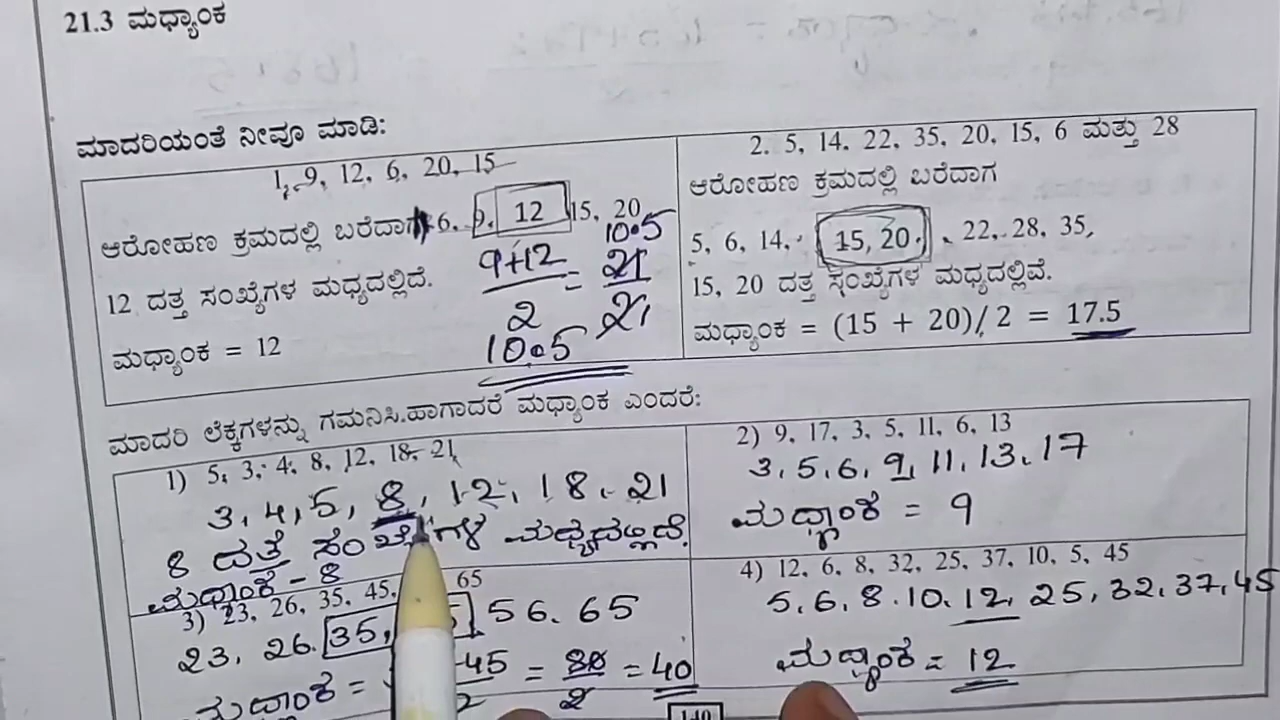 21.3 ಮಧ್ಯಾಂಕ
ಮಾದರಿಯಂತೆ ನೀವೂ ಮಾಡಿ:
1, 9, 12, 6, 20, 15
ಆರೋಹಣ ಕ್ರಮದಲ್ಲಿ ಬರೆದಾಗ 6, 9, 12 15, 20
12 ದತ್ತ ಸಂಖ್ಯೆಗಳ ಮಧ್ಯದಲ್ಲಿದೆ.
ಮಧ್ಯಾಂಕ = 12
9+12 = 21 10.5
2 2
10.5
2. 5, 14, 22, 35, 20, 15, 6 ಮತ್ತು 28
ಆರೋಹಣ ಕ್ರಮದಲ್ಲಿ ಬರೆದಾಗ
5, 6, 14, 15, 20, 22, 28, 35,
15, 20 ದತ್ತ ಸಂಖ್ಯೆಗಳ ಮಧ್ಯದಲ್ಲಿವೆ.
ಮಧ್ಯಾಂಕ = (15 + 20)/2 = 17.5
ಮಾದರಿ ಲೆಕ್ಕಗಳನ್ನು ಗಮನಿಸಿ.ಹಾಗಾದರೆ ಮಧ್ಯಾಂಕ ಎಂದರೆ:
1) 5, 3, 4, 8, 12, 18, 21
3, 4, 5, 8, 12, 18, 21
8 ದತ್ತ ಸಂಖ್ಯೆಗಳ ಮಧ್ಯದಲ್ಲಿದೆ.
ಮಧ್ಯಾಂಕ - 8
2) 9, 17, 3, 5, 11, 6, 13
3, 5, 6, 9, 11, 13, 17
ಮಧ್ಯಾಂಕ = 9
3) 23, 26, 35, 45, 65
23, 26. 35, 56. 65
ಮಧ್ಯಾಂಕ = 45 = 80 = 40
2 2
4) 12, 6, 8, 32, 25, 37, 10, 5, 45
5, 6, 8, 10, 12, 25, 32, 37, 45
ಮಧ್ಯಾಂಕ = 12
140